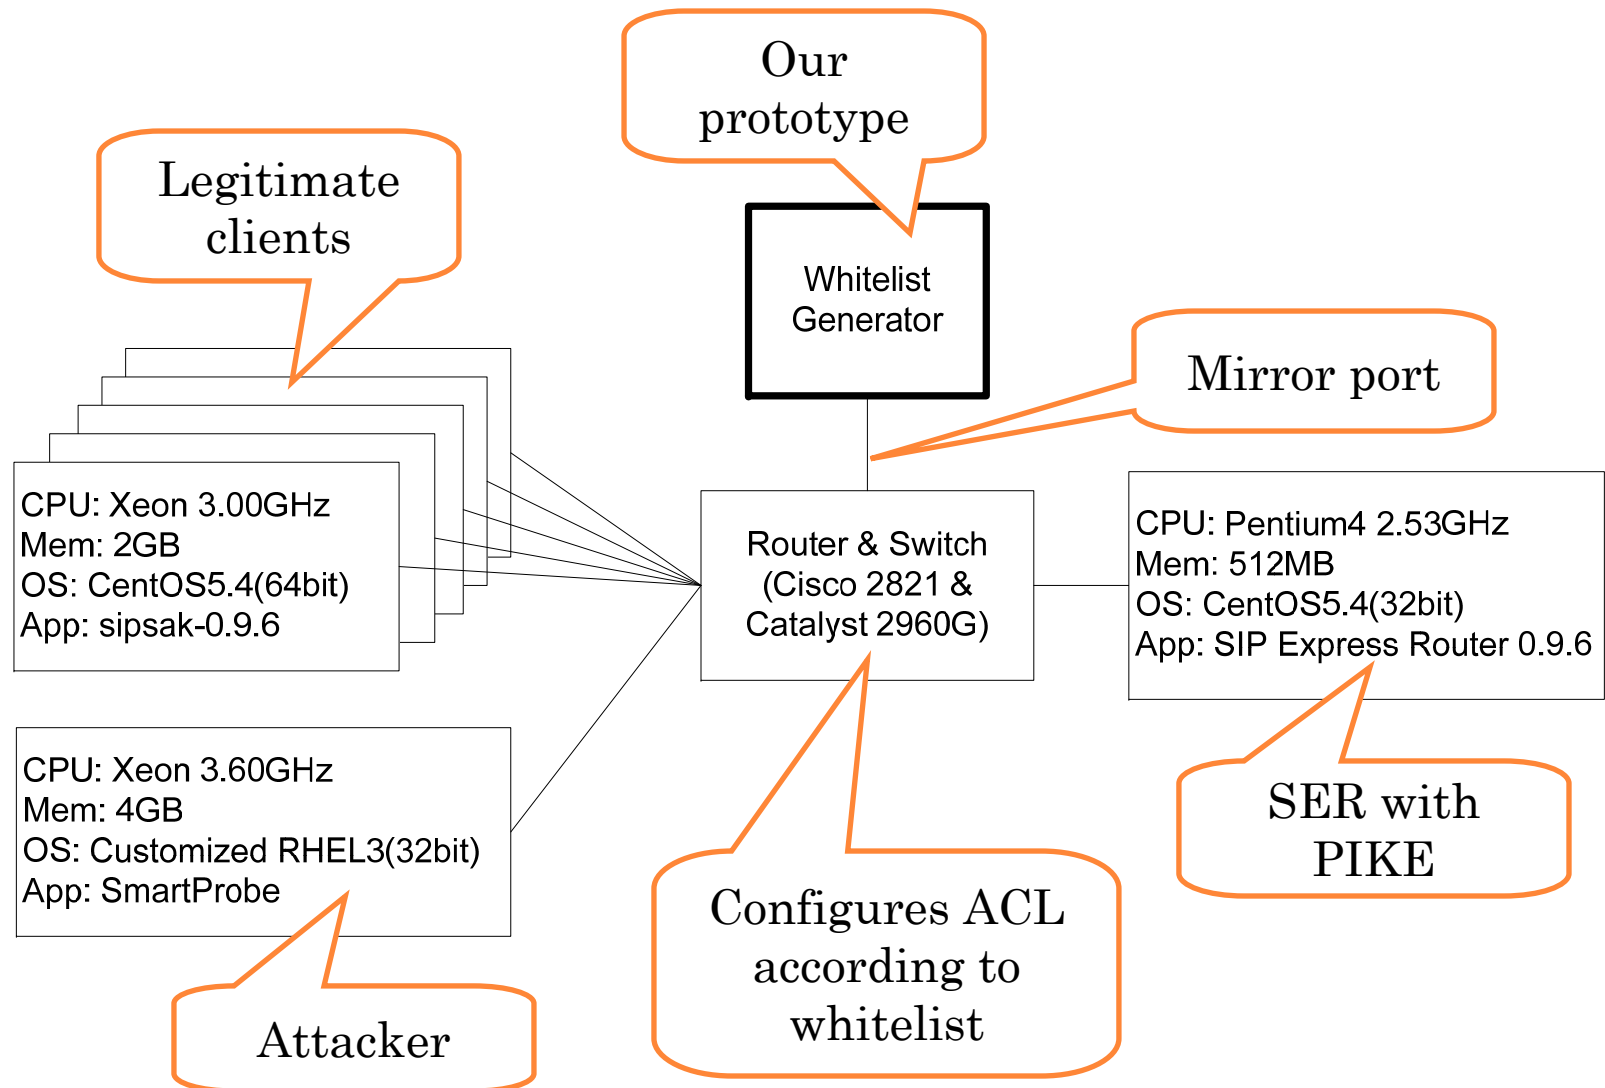 Our
prototype
Legitimate
clients
Whitelist
Generator
Mirror port
CPU: Xeon 3.00GHz
Mem: 2GB
OS: CentOS5.4(64bit)
App: sipsak-0.9.6
Router & Switch
(Cisco 2821 &
Catalyst 2960G)
CPU: Pentium4 2.53GHz
Mem: 512MB
OS: CentOS5.4(32bit)
App: SIP Express Router 0.9.6
CPU: Xeon 3.60GHz
Mem: 4GB
OS: Customized RHEL3(32bit)
App: SmartProbe
SER with
PIKE
Configures ACL
according to
whitelist
Attacker